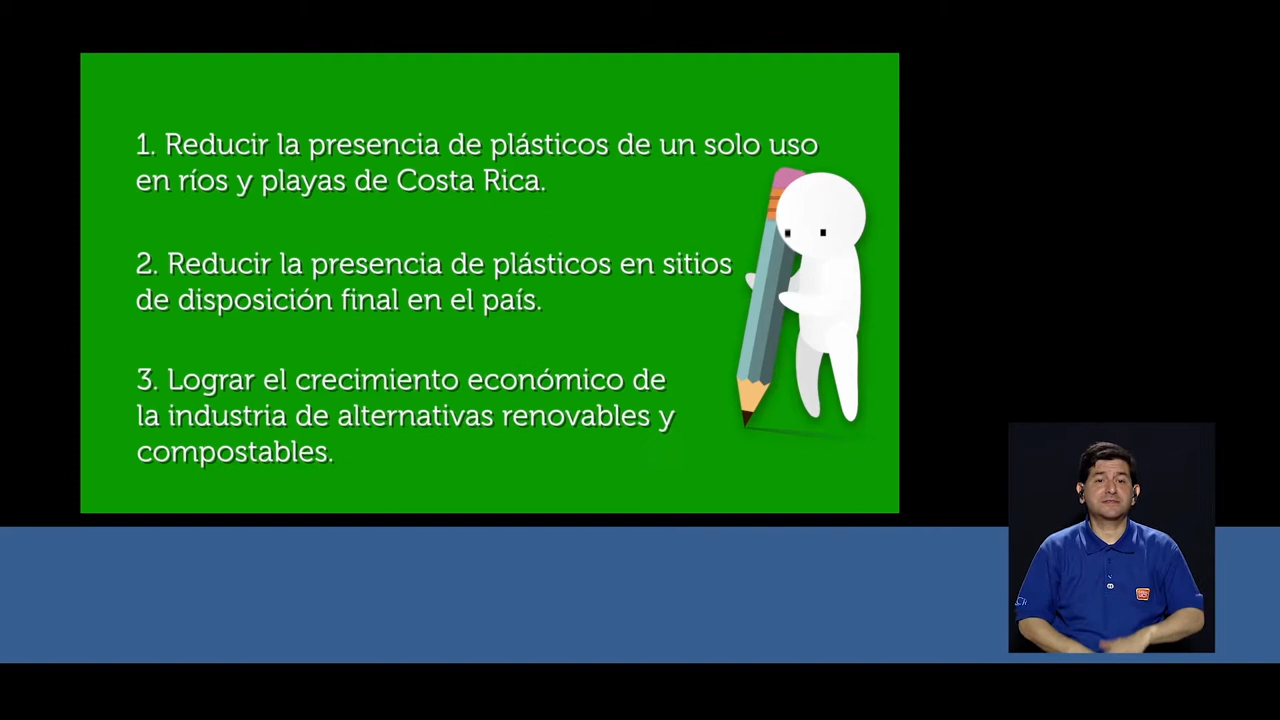 1. Reducir la presencia de plásticos de un solo uso
en ríos y playas de Costa Rica.
2. Reducir la presencia de plásticos en sitios
de disposición final en el país.
3. Lograr el crecimiento económico de
la industria de alternativas renovables y
compostables.